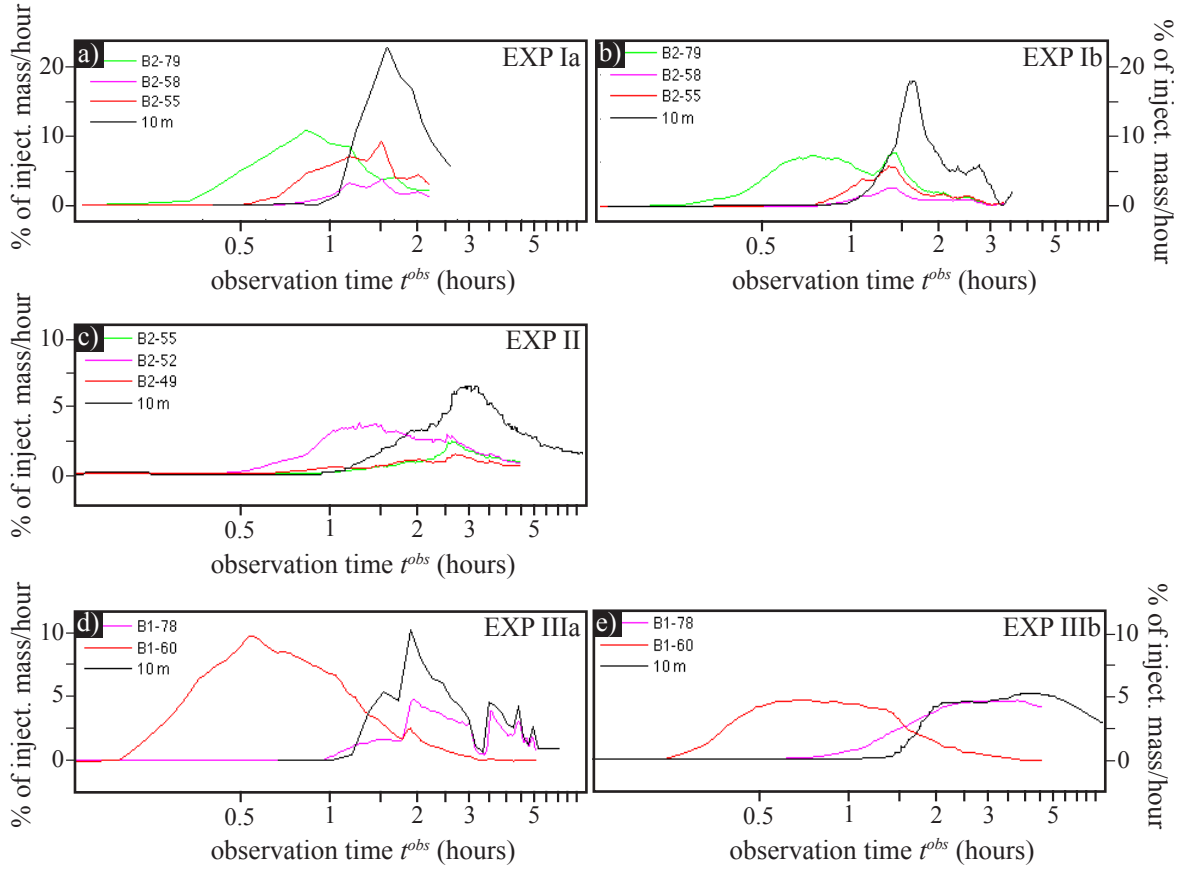 a)
EXP Ia
B2-79
B2-58
B2-55
10 m
20
10
0
% of inject. mass/hour
0.5 1 2 3 5
observation time t^obs (hours)
b)
EXP Ib
B2-79
B2-58
B2-55
10 m
20
10
0
% of inject. mass/hour
0.5 1 2 3 5
observation time t^obs (hours)
c)
EXP II
B2-55
B2-52
B2-49
10 m
10
5
0
% of inject. mass/hour
0.5 1 2 3 5
observation time t^obs (hours)
d)
EXP IIIa
B1-78
B1-60
10 m
10
5
0
% of inject. mass/hour
0.5 1 2 3 5
observation time t^obs (hours)
e)
EXP IIIb
B1-78
B1-60
10 m
10
5
0
% of inject. mass/hour
0.5 1 2 3 5
observation time t^obs (hours)